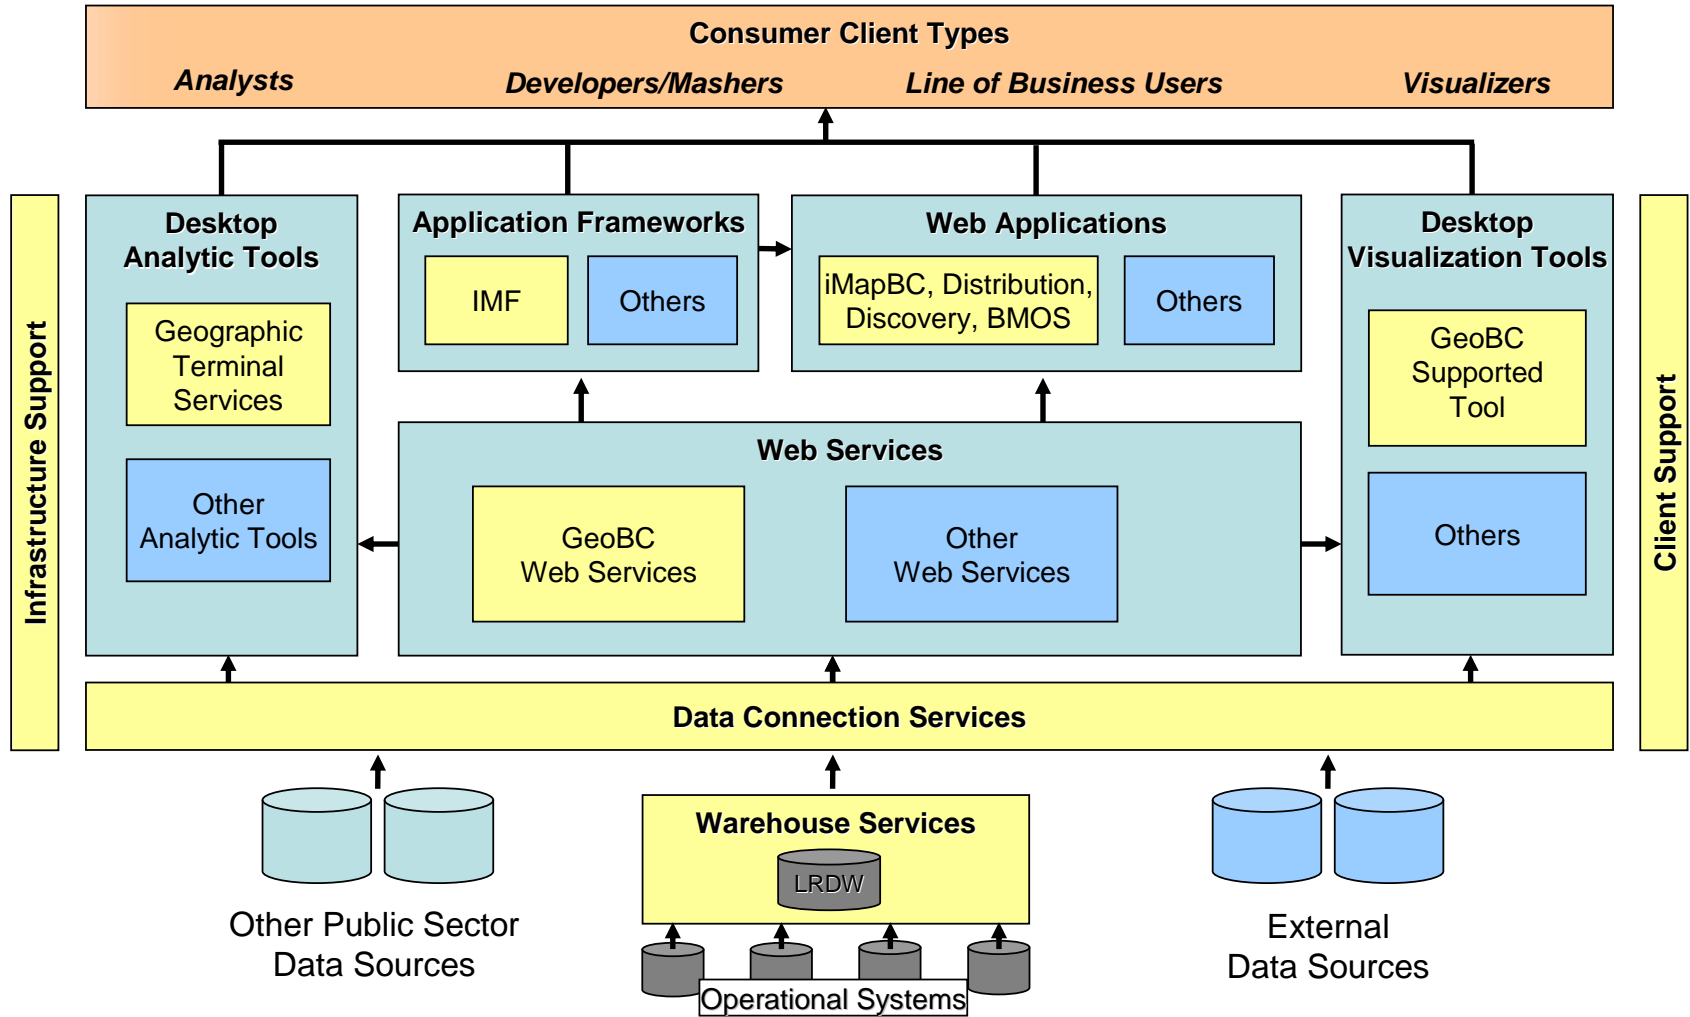 Consumer Client Types
Analysts
Developers/Mashers
Line of Business Users
Visualizers
Infrastructure Support
Desktop
Analytic Tools
Geographic
Terminal
Services
Other
Analytic Tools
Application Frameworks
IMF
Others
Web Applications
iMapBC, Distribution,
Discovery, BMOS
Others
Desktop
Visualization Tools
GeoBC
Supported
Tool
Others
Client Support
Web Services
GeoBC
Web Services
Other
Web Services
Data Connection Services
Other Public Sector
Data Sources
Warehouse Services
LRDW
Operational Systems
External
Data Sources